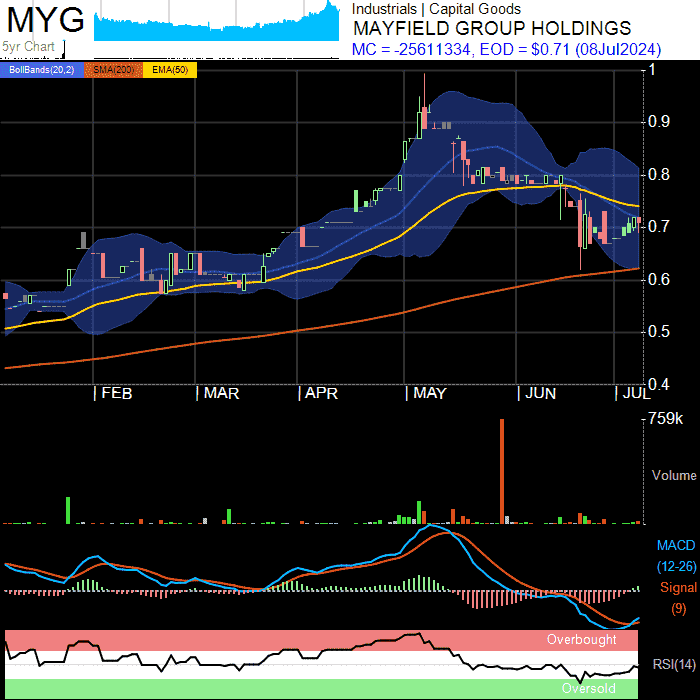 MYG
5yr Chart
Industrials | Capital Goods
MAYFIELD GROUP HOLDINGS
MC = -25611334, EOD = $0.71 (08Jul2024)
BollBands(20,2) SMA(200) EMA(50)
1
0.9
0.8
0.7
0.6
0.5
0.4
| FEB | MAR | APR | MAY | JUN | JUL
759k
Volume
MACD
(12-26)
Signal
(9)
Overbought
RSI(14)
Oversold